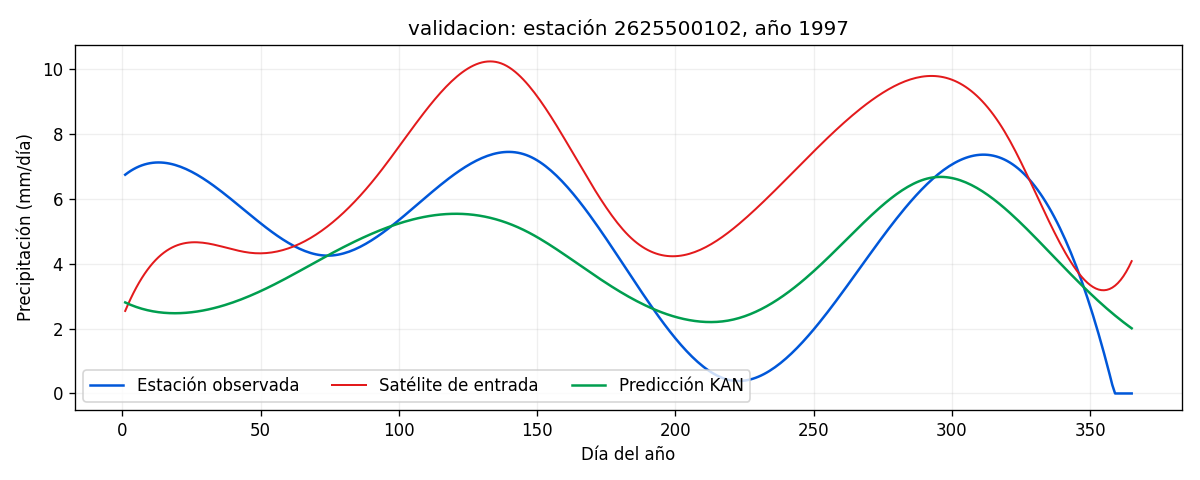 validacion: estación 2625500102, año 1997
Precipitación (mm/día)
10
8
6
4
2
0
Estación observada
Satélite de entrada
Predicción KAN
0
50
100
150
200
250
300
350
Día del año